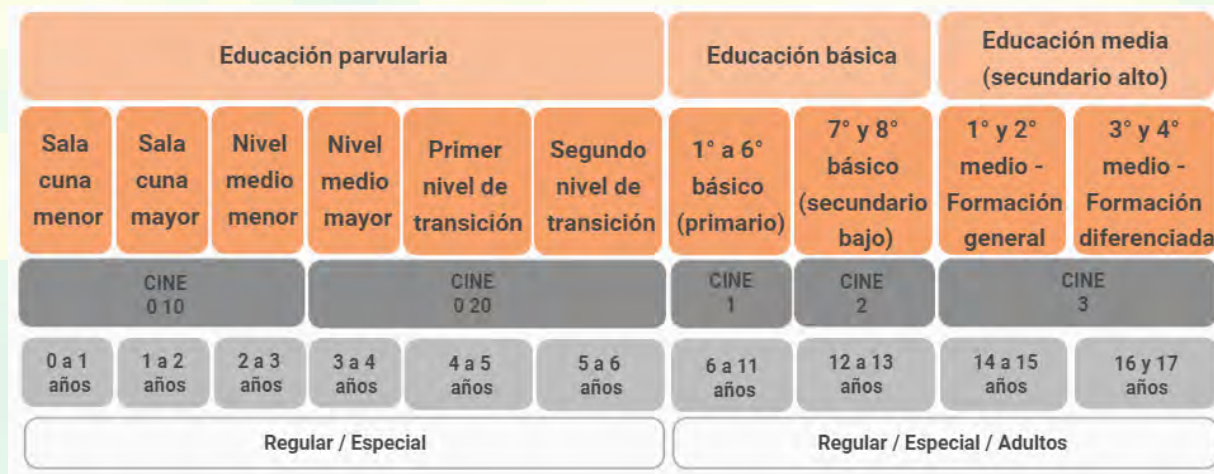 Educación parvularia
Educación básica
Educación media
(secundario alto)
Sala
cuna
menor
Sala
cuna
mayor
Nivel
medio
menor
Nivel
medio
mayor
Primer
nivel de
transición
Segundo
nivel de
transición
1° a 6°
básico
(primario)
7° y 8°
básico
(secundario
bajo)
1° y 2°
medio -
Formación
general
3° y 4°
medio -
Formación
diferenciada
CINE
0 10
CINE
0 20
CINE
1
CINE
2
CINE
3
0 a 1
años
1 a 2
años
2 a 3
años
3 a 4
años
4 a 5
años
5 a 6
años
6 a 11
años
12 a 13
años
14 a 15
años
16 y 17
años
Regular / Especial
Regular / Especial / Adultos